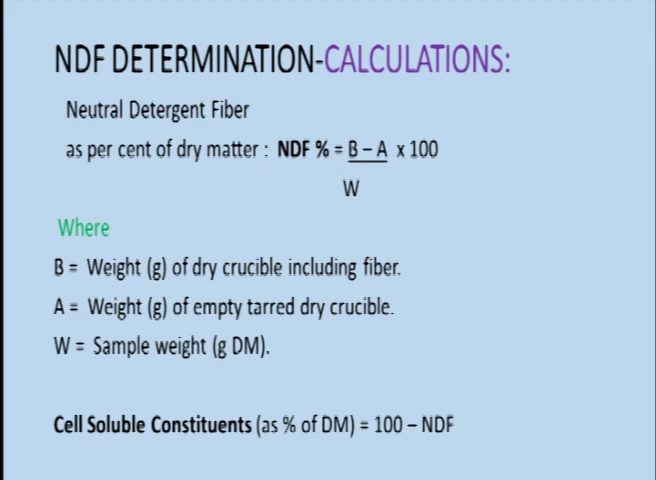 NDF DETERMINATION-CALCULATIONS:
Neutral Detergent Fiber
as per cent of dry matter : NDF % = B – A x 100
W
Where
B = Weight (g) of dry crucible including fiber.
A = Weight (g) of empty tarred dry crucible.
W = Sample weight (g DM).
Cell Soluble Constituents (as % of DM) = 100 – NDF